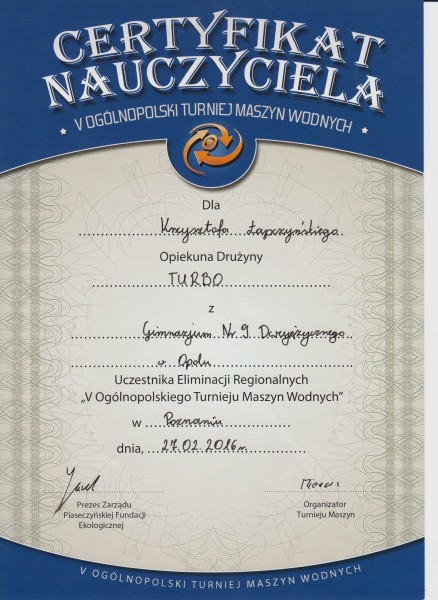 CERTYFIKAT
NAUCZYCIELA
V OGÓLNOPOLSKI TURNIEJ MASZYN WODNYCH
Dla
Krzysztofa Łapczyńskiego
Opiekuna Drużyny
TURBO
z
Gimnazjum Nr 9 Dwujęzycznego
w Opolu
Uczestnika Eliminacji Regionalnych
„V Ogólnopolskiego Turnieju Maszyn Wodnych”
w Poznaniu
dnia, 27.02.2016r.
Prezes Zarządu
Piaseczyńskiej Fundacji
Ekologicznej
Organizator
Turnieju Maszyn
V OGÓLNOPOLSKI TURNIEJ MASZYN WODNYCH